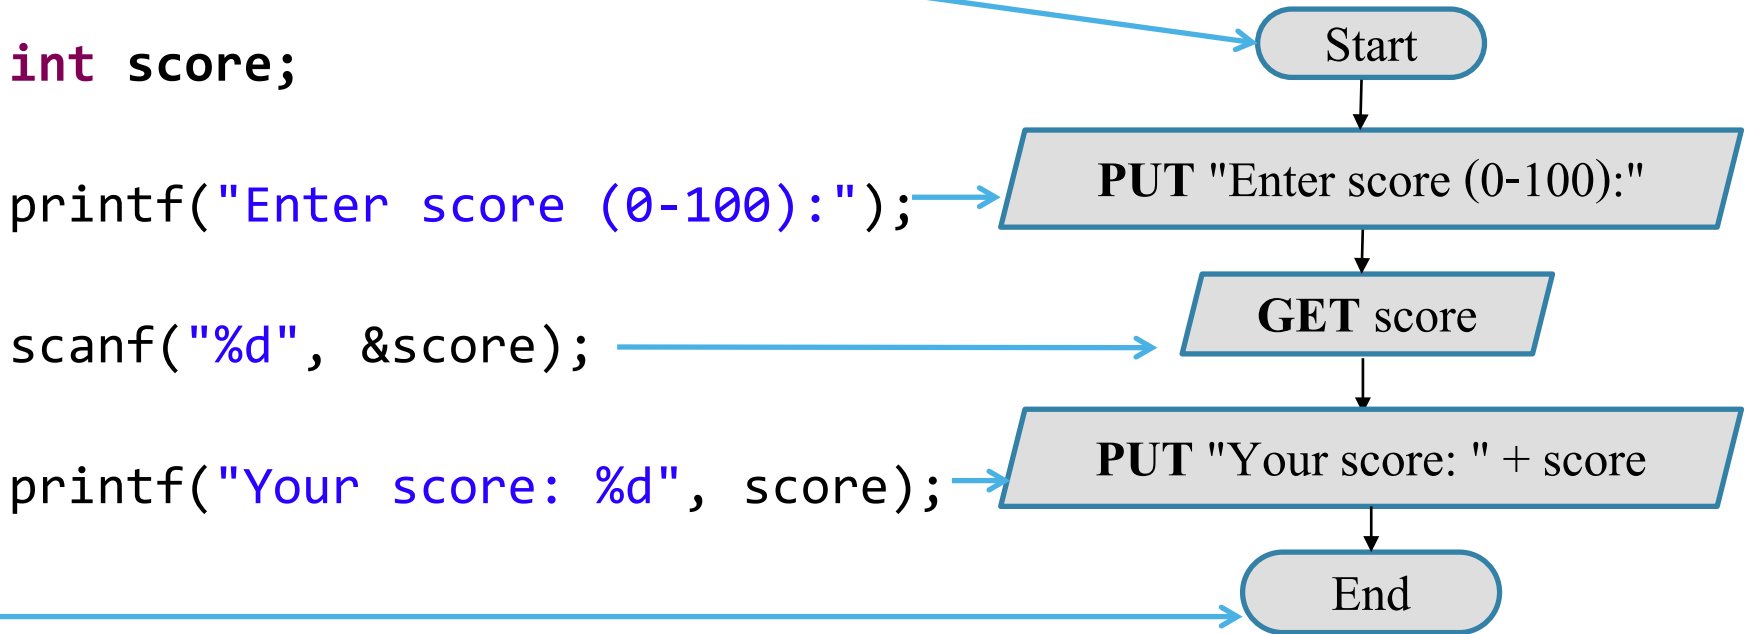 int score;
printf("Enter score (0-100):");
scanf("%d", &score);
printf("Your score: %d", score);
Start
PUT "Enter score (0-100):"
GET score
PUT "Your score: " + score
End